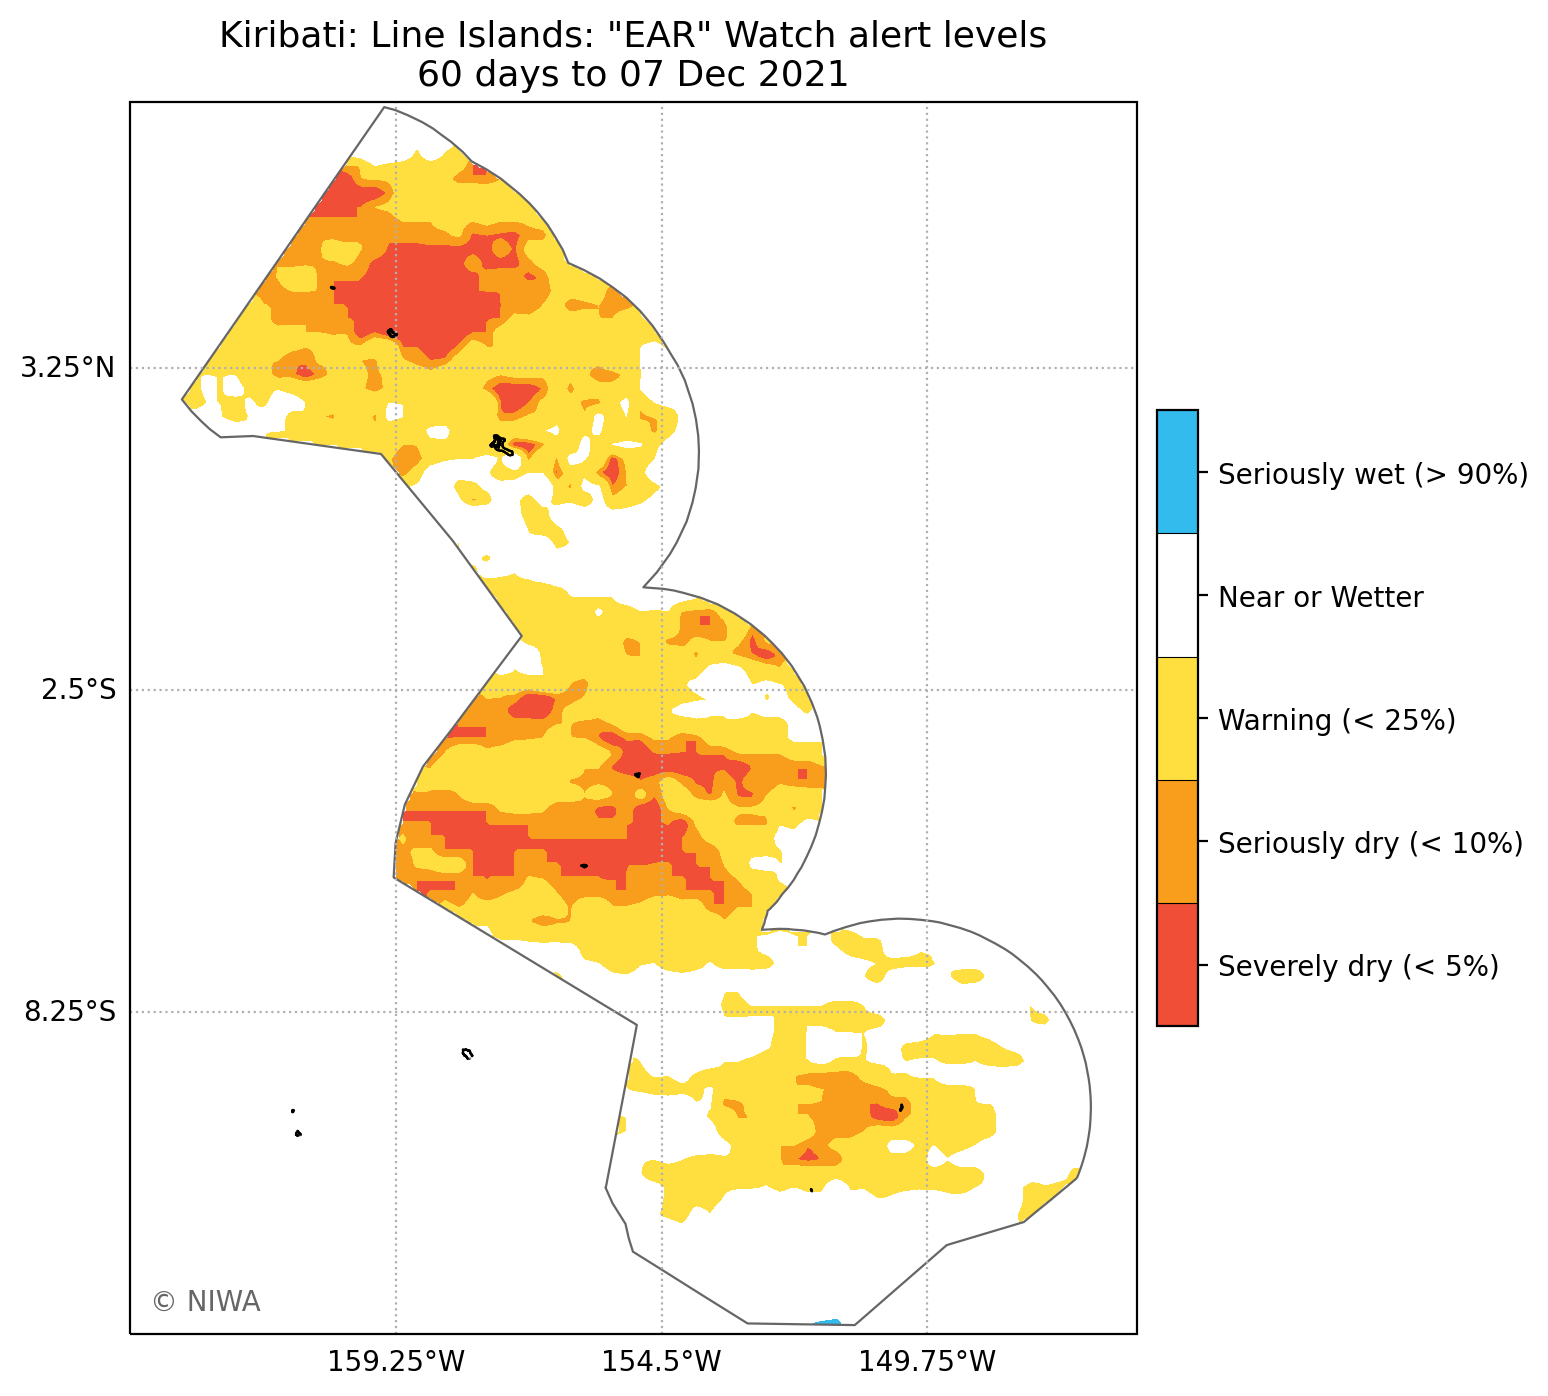 Kiribati: Line Islands: "EAR" Watch alert levels
60 days to 07 Dec 2021
3.25°N
2.5°S
8.25°S
159.25°W
154.5°W
149.75°W
© NIWA
Seriously wet (> 90%)
Near or Wetter
Warning (< 25%)
Seriously dry (< 10%)
Severely dry (< 5%)